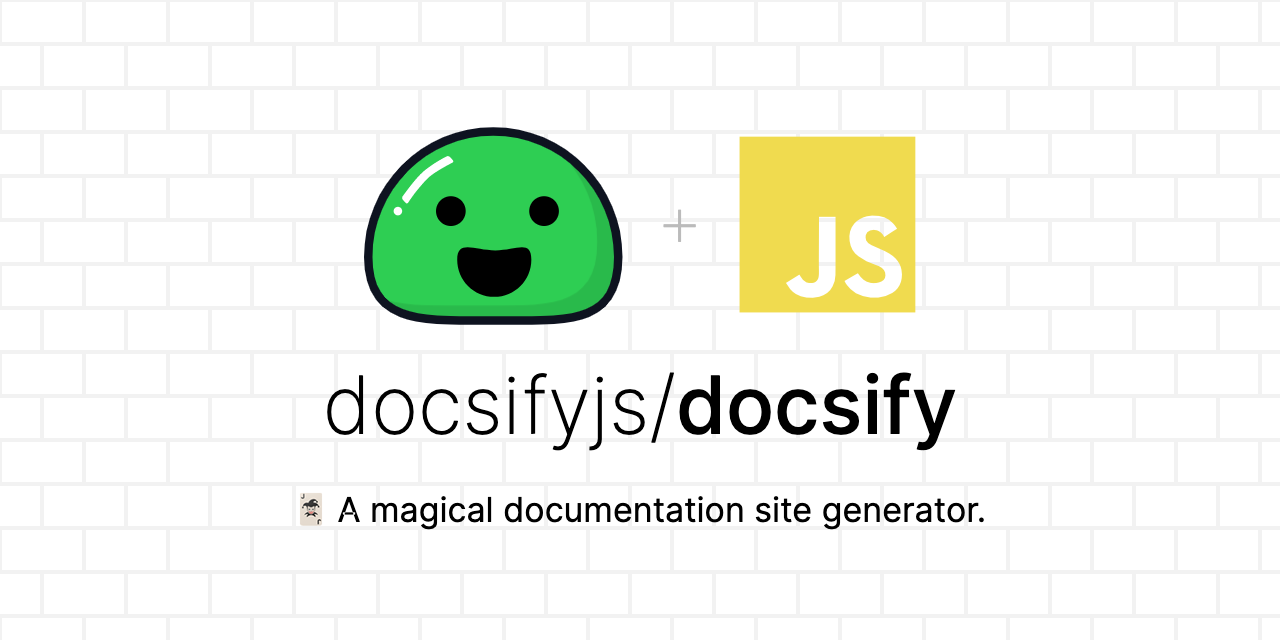 JS
docsifyjs/docsify
🃏 A magical documentation site generator.